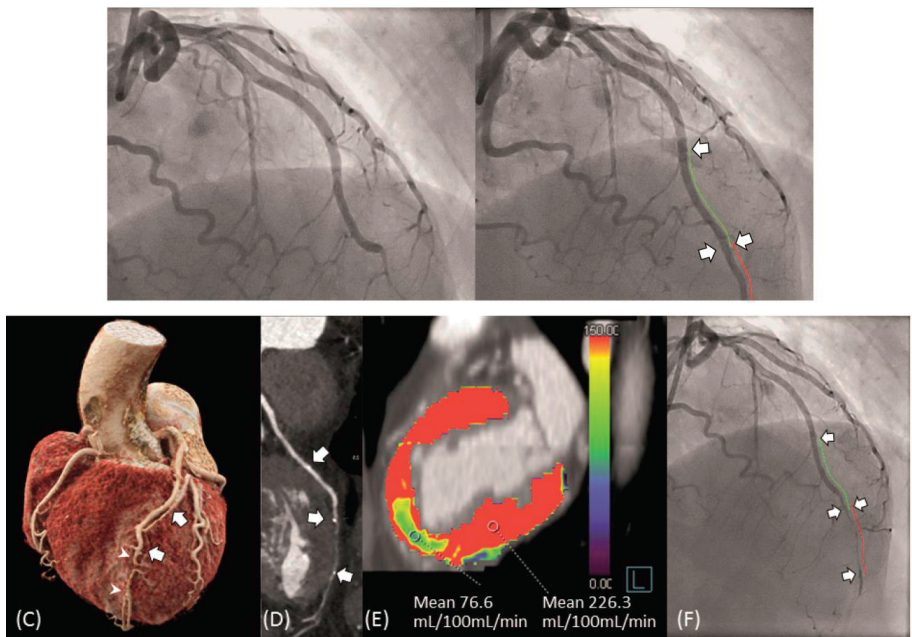 150.00
0.00
L
Mean 76.6
mL/100mL/min
Mean 226.3
mL/100mL/min
(C)
(D)
(E)
(F)